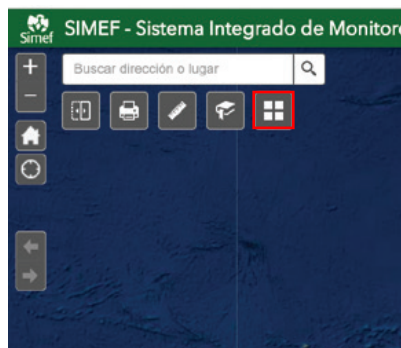 Simef
SIMEF - Sistema Integrado de Monitore
Buscar dirección o lugar